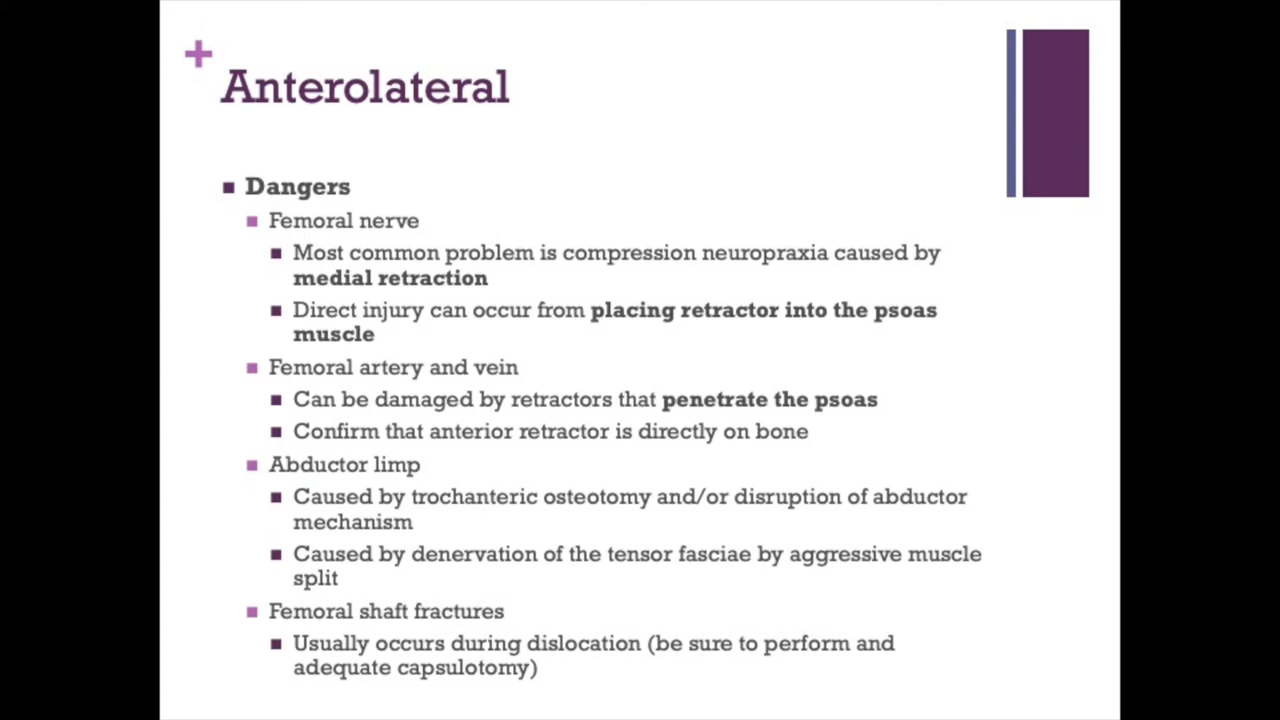 +
Anterolateral
Dangers
Femoral nerve
Most common problem is compression neuropraxia caused by
medial retraction
Direct injury can occur from placing retractor into the psoas
muscle
Femoral artery and vein
Can be damaged by retractors that penetrate the psoas
Confirm that anterior retractor is directly on bone
Abductor limp
Caused by trochanteric osteotomy and/or disruption of abductor
mechanism
Caused by denervation of the tensor fasciae by aggressive muscle
split
Femoral shaft fractures
Usually occurs during dislocation (be sure to perform and
adequate capsulotomy)